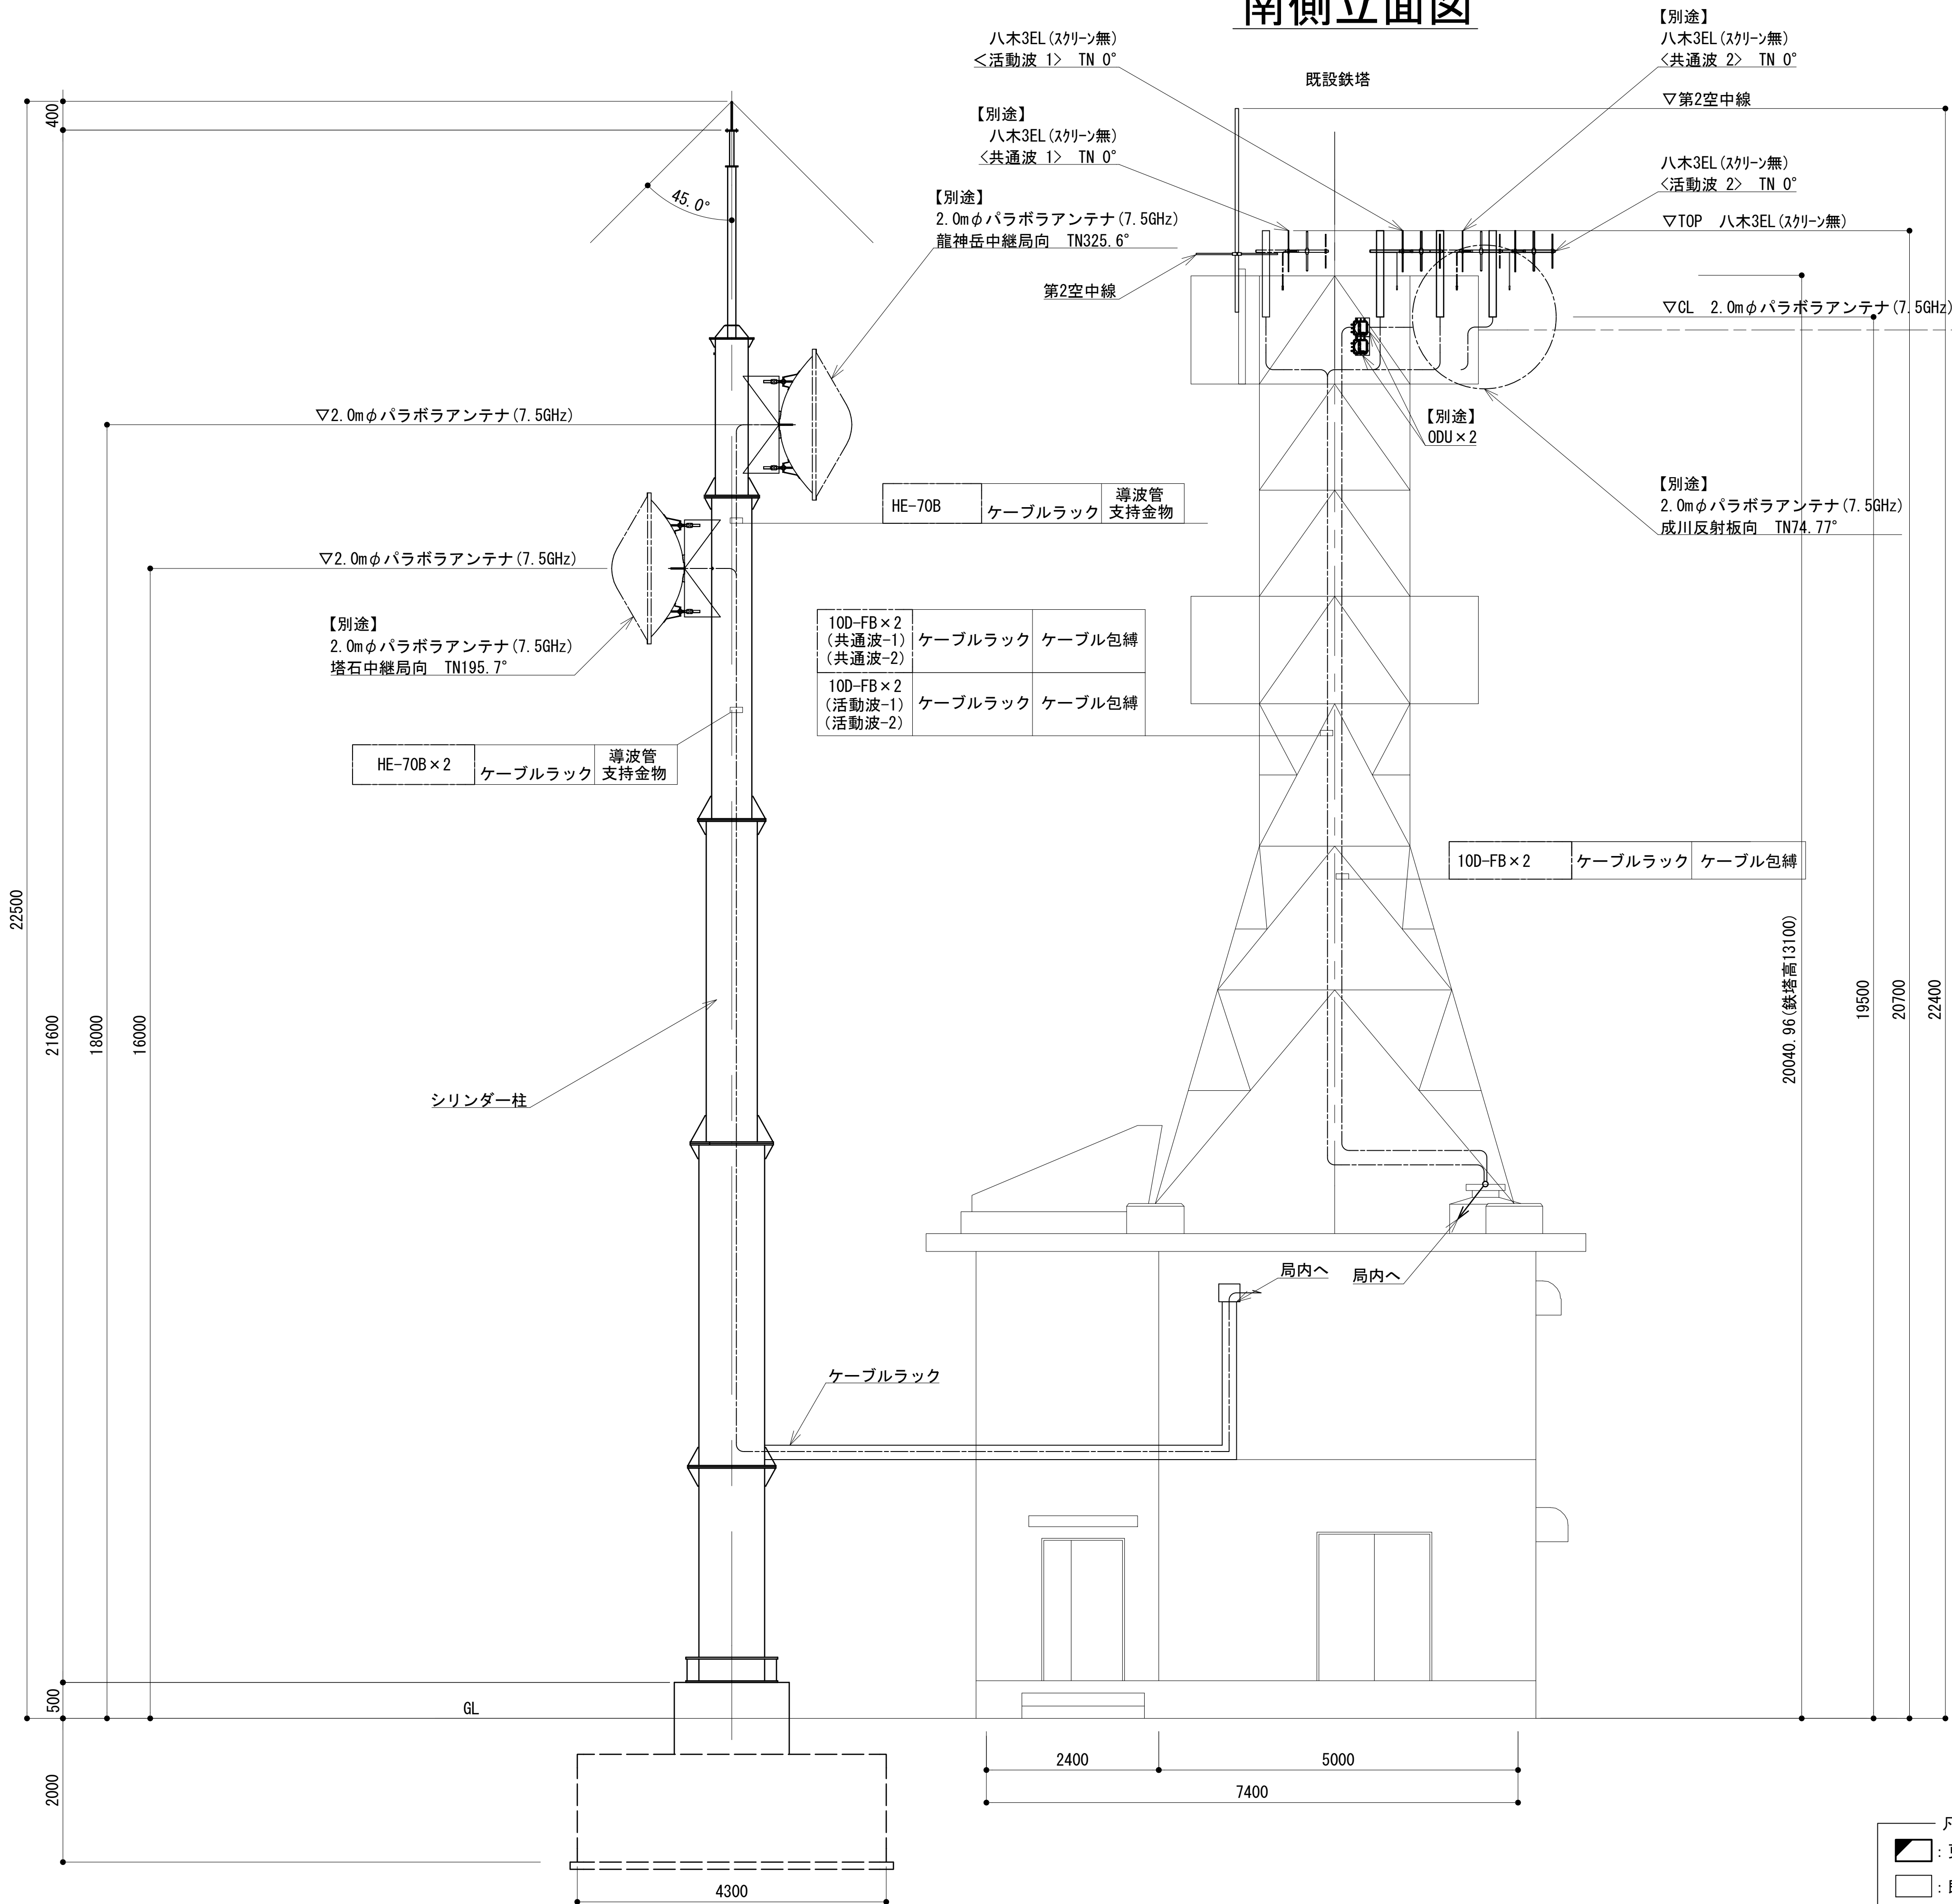 南側立面図
八木3EL(ｽｸﾘｰﾝ無)
<活動波 1> TN 0°
【別途】
八木3EL(ｽｸﾘｰﾝ無)
<共通波 1> TN 0°
【別途】
2.0mφパラボラアンテナ(7.5GHz)
龍神岳中継局向 TN325.6°
第2空中線
既設鉄塔
【別途】
八木3EL(ｽｸﾘｰﾝ無)
<共通波 2> TN 0°
▽第2空中線
八木3EL(ｽｸﾘｰﾝ無)
<活動波 2> TN 0°
▽TOP 八木3EL(ｽｸﾘｰﾝ無)
▽CL 2.0mφパラボラアンテナ(7.5GHz)
【別途】
ODU×2
【別途】
2.0mφパラボラアンテナ(7.5GHz)
成川反射板向 TN74.77°
400
45.0°
▽2.0mφパラボラアンテナ(7.5GHz)
▽2.0mφパラボラアンテナ(7.5GHz)
【別途】
2.0mφパラボラアンテナ(7.5GHz)
塔石中継局向 TN195.7°
HE-70B ケーブルラック 導波管
支持金物
10D-FB×2
(共通波-1) ケーブルラック ケーブル包縛
(共通波-2)
10D-FB×2
(活動波-1) ケーブルラック ケーブル包縛
(活動波-2)
HE-70B×2 ケーブルラック 導波管
支持金物
10D-FB×2 ケーブルラック ケーブル包縛
22500
21600
18000
16000
20040.96(鉄塔高13100)
19500
20700
22400
シリンダー柱
局内へ
局内へ
ケーブルラック
500
GL
2000
2400
5000
7400
4300